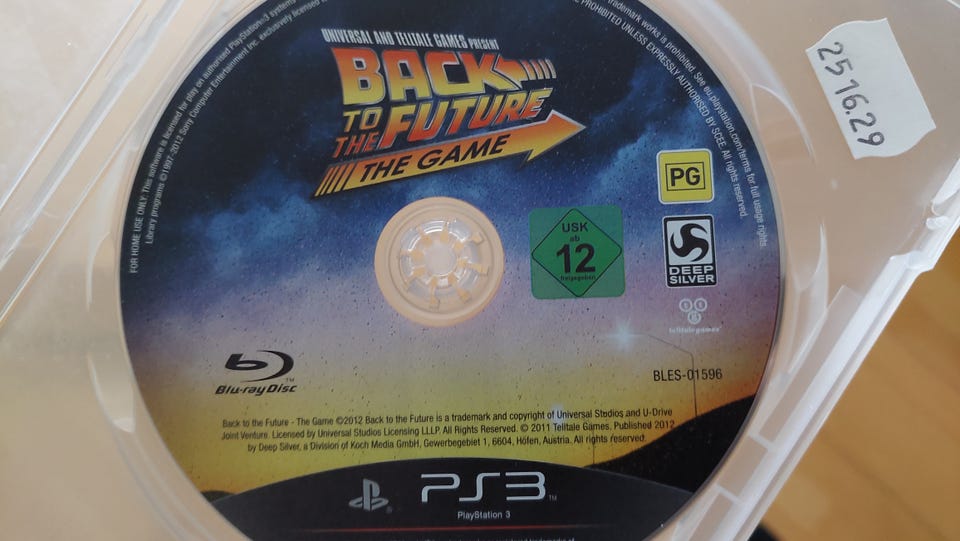 UNIVERSAL AND TELLTALE GAMES PRESENT
BACK
TO
THE FUTURE
THE GAME
FOR HOME USE ONLY: This software is licensed for play on authorised PlayStation®3 systems
Library programs ©1997-2012 Sony Computer Entertainment Inc. exclusively licensed
trademark works is prohibited. See eu.playstation.com/terms for full usage rights
PROHIBITED UNLESS EXPRESSLY AUTHORISED BY SCEE. All rights reserved.
2516.29
PG
USK
ab
12
freigegeben
DEEP
SILVER
telltalegames
Blu-ray Disc
BLES-01596
Back to the Future - The Game ©2012 Back to the Future is a trademark and copyright of Universal Studios and U-Drive
Joint Venture. Licensed by Universal Studios Licensing LLLP. All Rights Reserved. © 2011 Telltale Games. Published 2012
by Deep Silver, a Division of Koch Media GmbH, Gewerbegebiet 1, 6604, Höfen, Austria. All rights reserved.
PS3
PlayStation 3